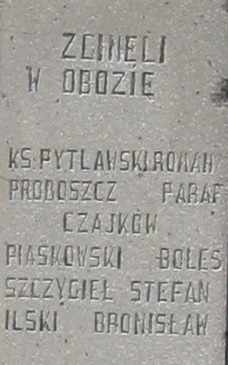 ZGINĘLI
W OBOZIE
KS. PYTLAWSKI ROMAN
PROBOSZCZ PARAF
CZAJKÓW
PIASKOWSKI BOLES
SZCZYGIEŁ STEFAN
ILSKI BRONISŁAW